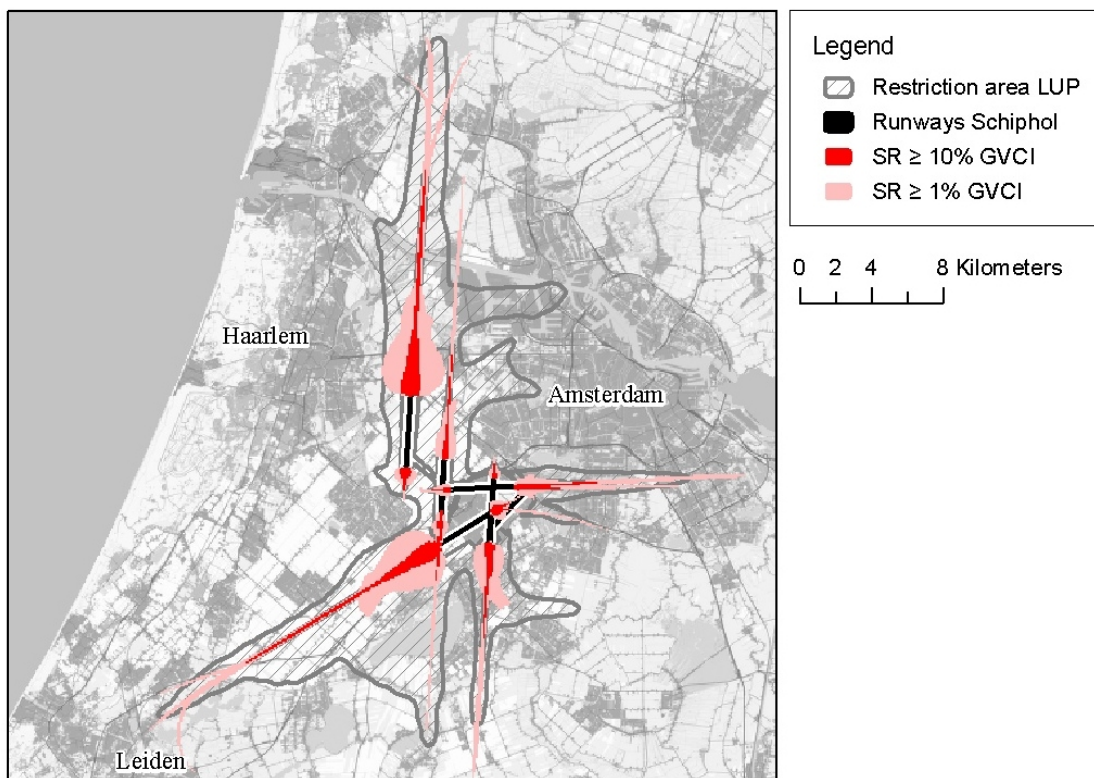 Legend
Restriction area LUP
Runways Schiphol
SR ≥ 10% GVCI
SR ≥ 1% GVCI
0 2 4 8 Kilometers
Haarlem
Amsterdam
Leiden